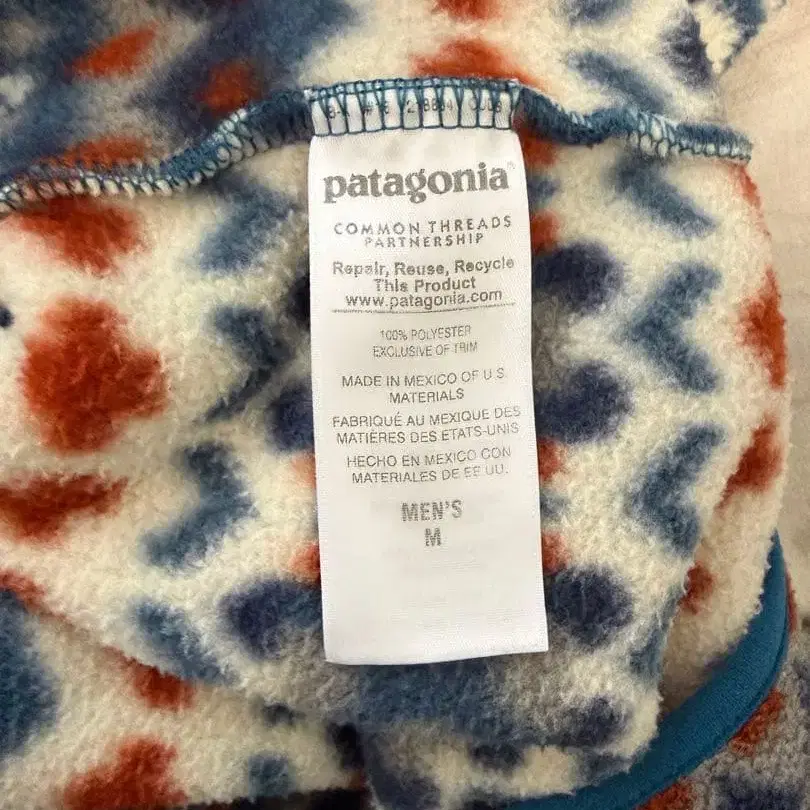 patagonia®
COMMON THREADS
PARTNERSHIP
Repair, Reuse, Recycle
This Product
www.patagonia.com
100% POLYESTER
EXCLUSIVE OF TRIM
MADE IN MEXICO OF U.S.
MATERIALS
FABRIQUÉ AU MEXIQUE DES
MATIÈRES DES ETATS-UNIS
HECHO EN MEXICO CON
MATERIALES DE EE.UU.
MEN'S
M